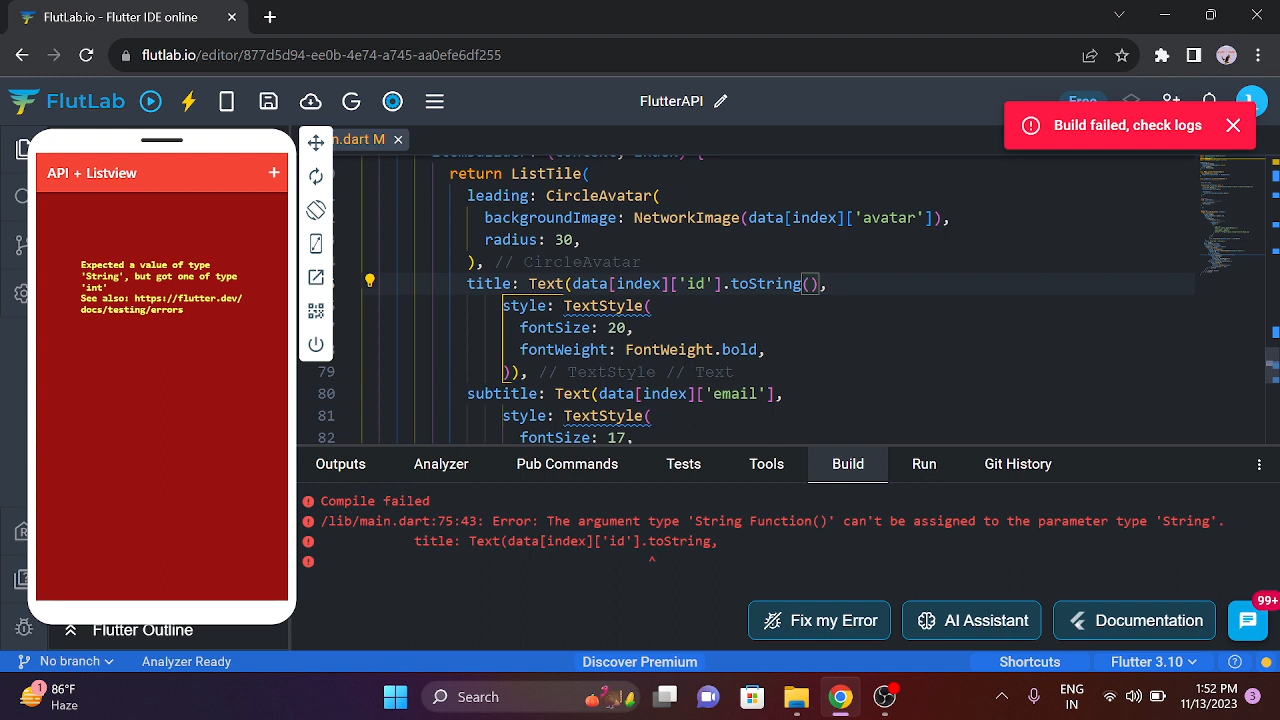 FlutLab.io - Flutter IDE online
flutlab.io/editor/877d5d94-ee0b-4e74-a745-aa0efe6df255
FlutLab
FlutterAPI
Free
Build failed, check logs
n.dart M
API + Listview
+
Expected a value of type
'String', but got one of type
'int'
See also: https://flutter.dev/
docs/testing/errors
itemBuilder: (context, index) {
return ListTile(
leading: CircleAvatar(
backgroundImage: NetworkImage(data[index]['avatar']),
radius: 30,
), CircleAvatar
title: Text(data[index]['id'].toString(),
style: TextStyle(
fontSize: 20,
fontWeight: FontWeight.bold,
79 )), // TextStyle // Text
80 subtitle: Text(data[index]['email'],
81 style: TextStyle(
82 fontSize: 17,
Outputs Analyzer Pub Commands Tests Tools Build Run Git History
Compile failed
/lib/main.dart:75:43: Error: The argument type 'String Function()' can't be assigned to the parameter type 'String'.
title: Text(data[index]['id'].toString,
^
Fix my Error AI Assistant Documentation
99+
Flutter Outline
No branch Analyzer Ready Discover Premium Shortcuts Flutter 3.10
1
86°F
Haze
Search
ENG
IN
1:52 PM
11/13/2023
3